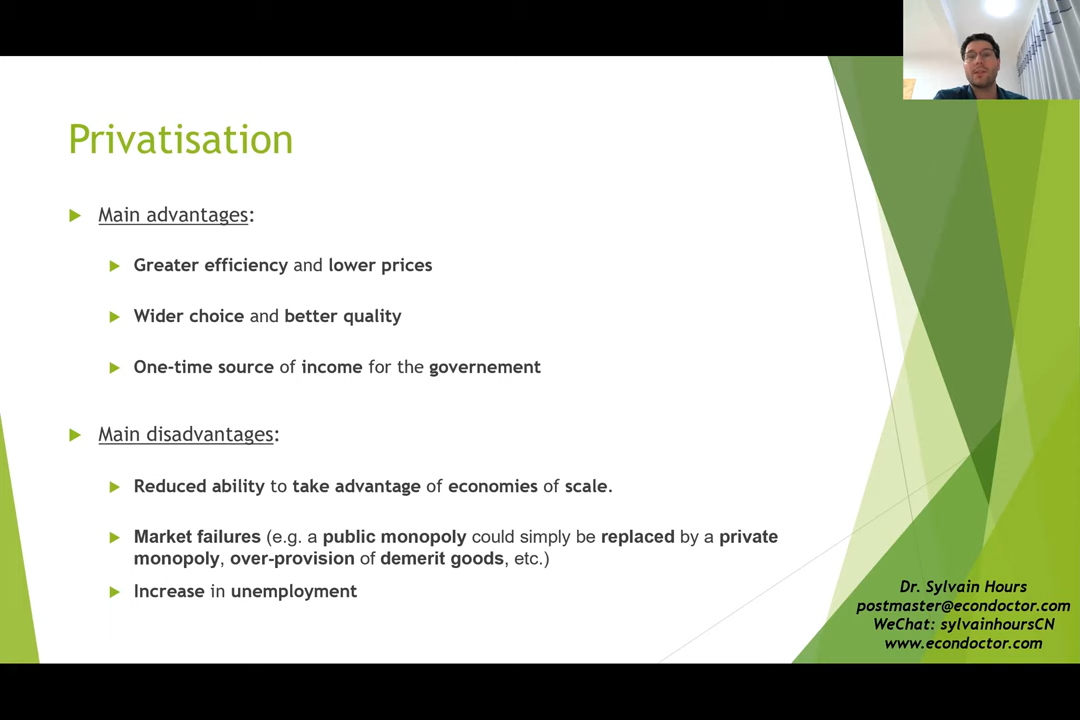 Privatisation
Main advantages:
Greater efficiency and lower prices
Wider choice and better quality
One-time source of income for the governement
Main disadvantages:
Reduced ability to take advantage of economies of scale.
Market failures (e.g. a public monopoly could simply be replaced by a private
monopoly, over-provision of demerit goods, etc.)
Increase in unemployment
Dr. Sylvain Hours
postmaster@econdoctor.com
WeChat: sylvainhoursCN
www.econdoctor.com